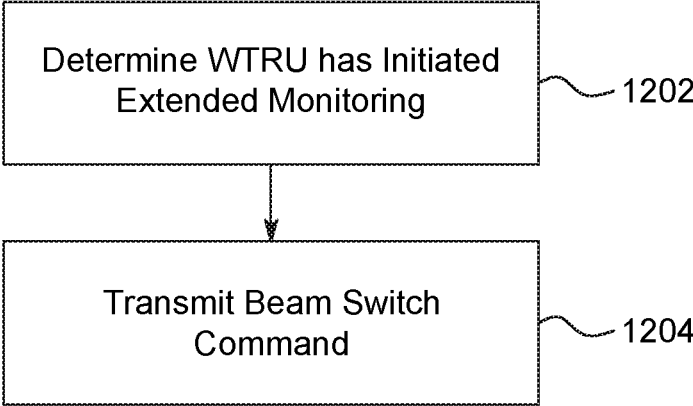 Determine WTRU has Initiated
Extended Monitoring
1202
Transmit Beam Switch
Command
1204